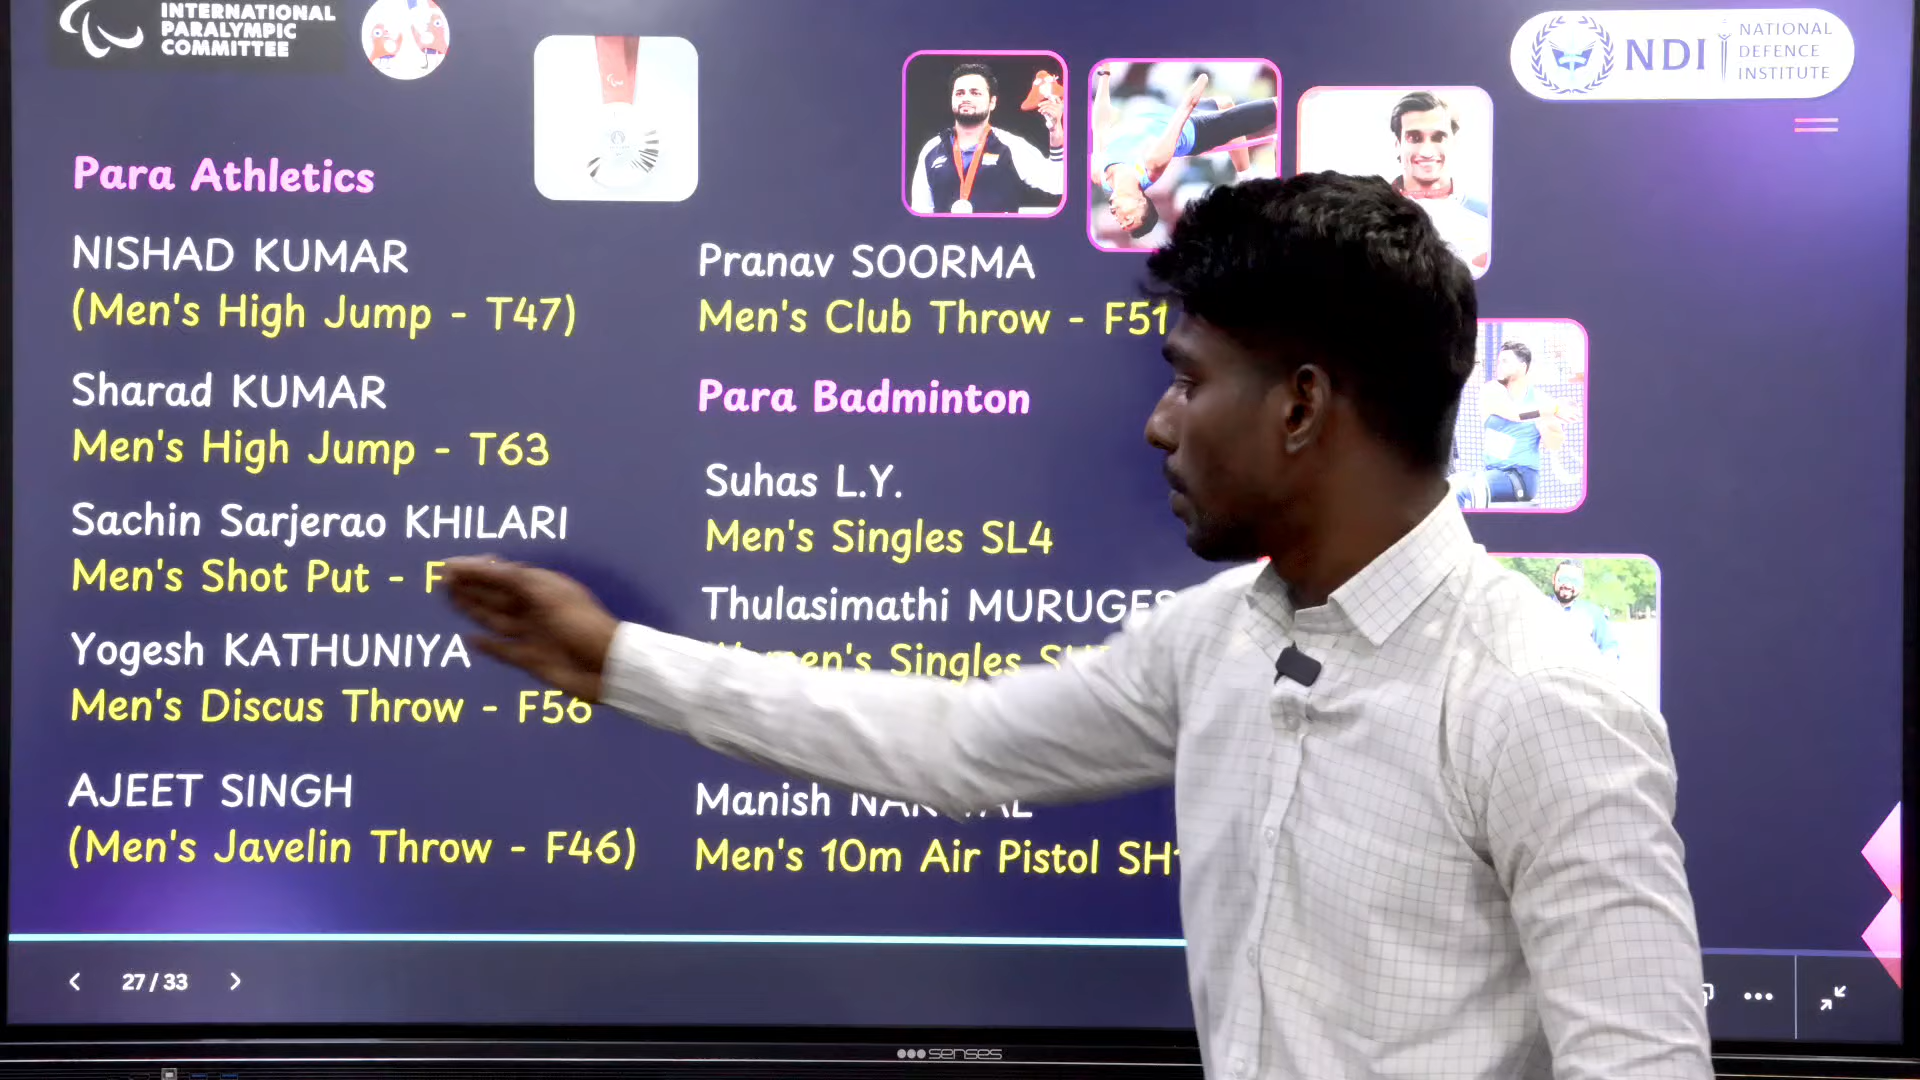 INTERNATIONAL
PARALYMPIC
COMMITTEE
NDI
NATIONAL
DEFENCE
INSTITUTE
Para Athletics
NISHAD KUMAR
(Men's High Jump - T47)
Sharad KUMAR
Men's High Jump - T63
Sachin Sarjerao KHILARI
Men's Shot Put - F
Yogesh KATHUNIYA
Men's Discus Throw - F56
AJEET SINGH
(Men's Javelin Throw - F46)
Pranav SOORMA
Men's Club Throw - F51
Para Badminton
Suhas L.Y.
Men's Singles SL4
Thulasimathi
Singles
Manish
Men's 10m Air Pistol SH1
27/33
senses